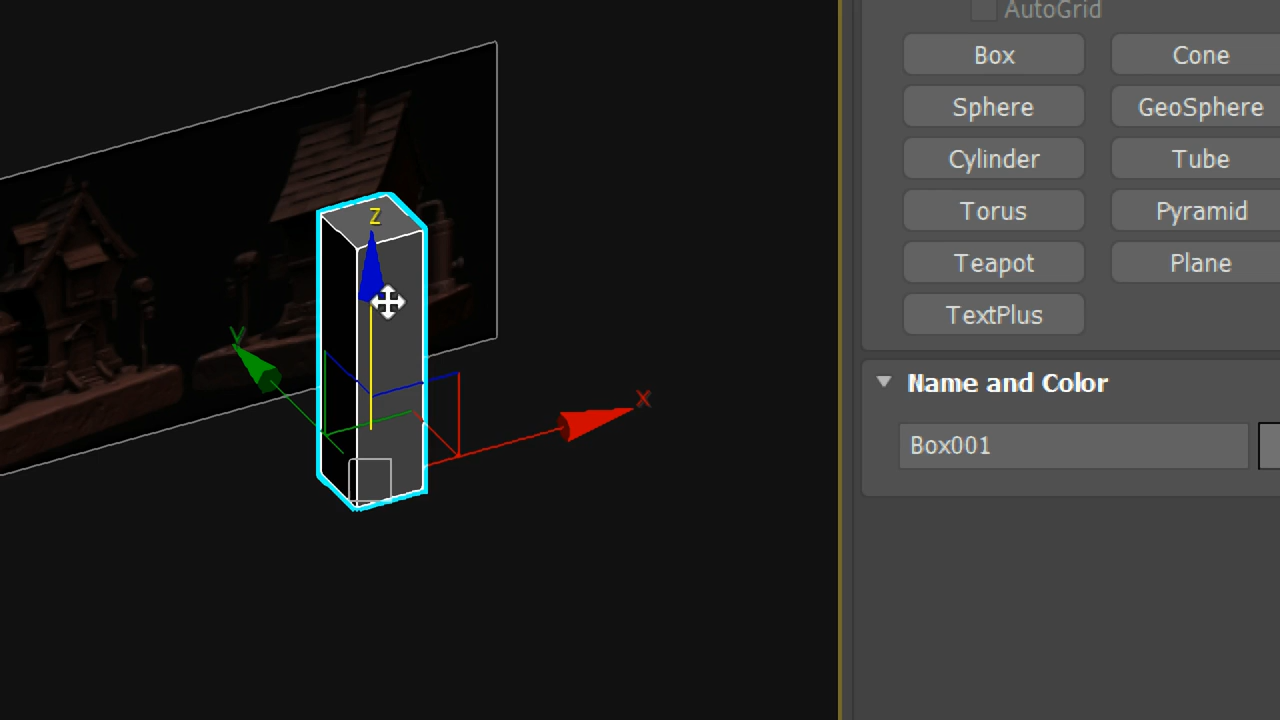 AutoGrid
Box Cone
Sphere GeoSphere
Cylinder Tube
Torus Pyramid
Teapot Plane
TextPlus
Name and Color
Box001
Z
Y
X